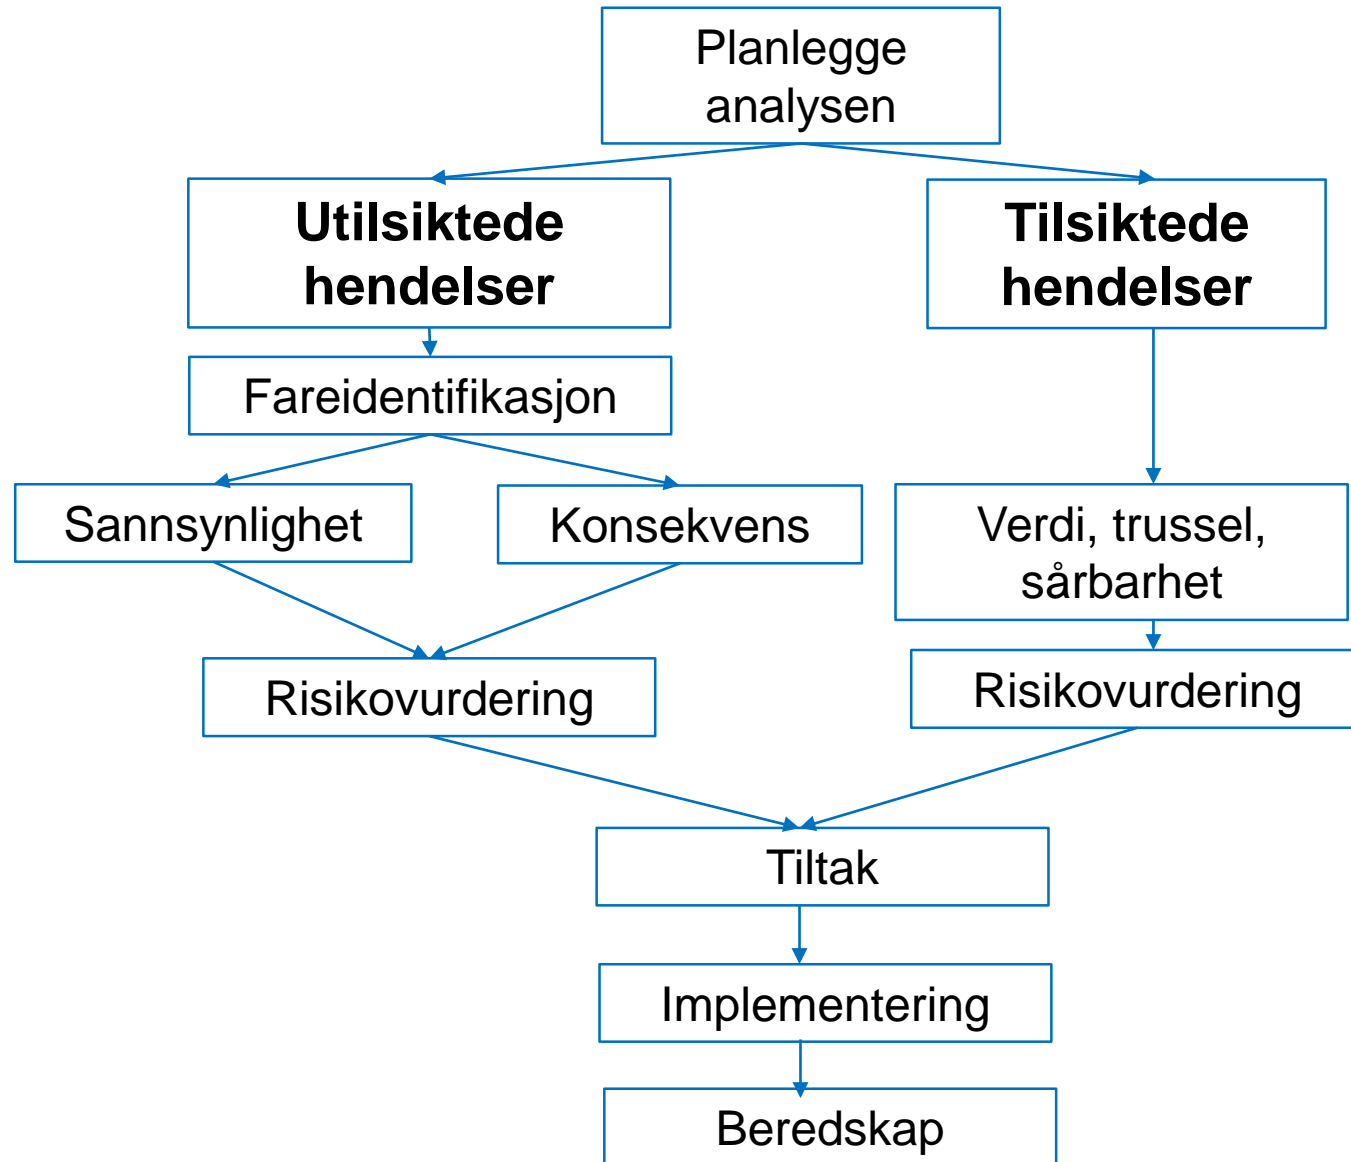 Planlegge
analysen
Utilsiktede
hendelser
Tilsiktede
hendelser
Fareidentifikasjon
Sannsynlighet
Konsekvens
Verdi, trussel,
sårbarhet
Risikovurdering
Risikovurdering
Tiltak
Implementering
Beredskap